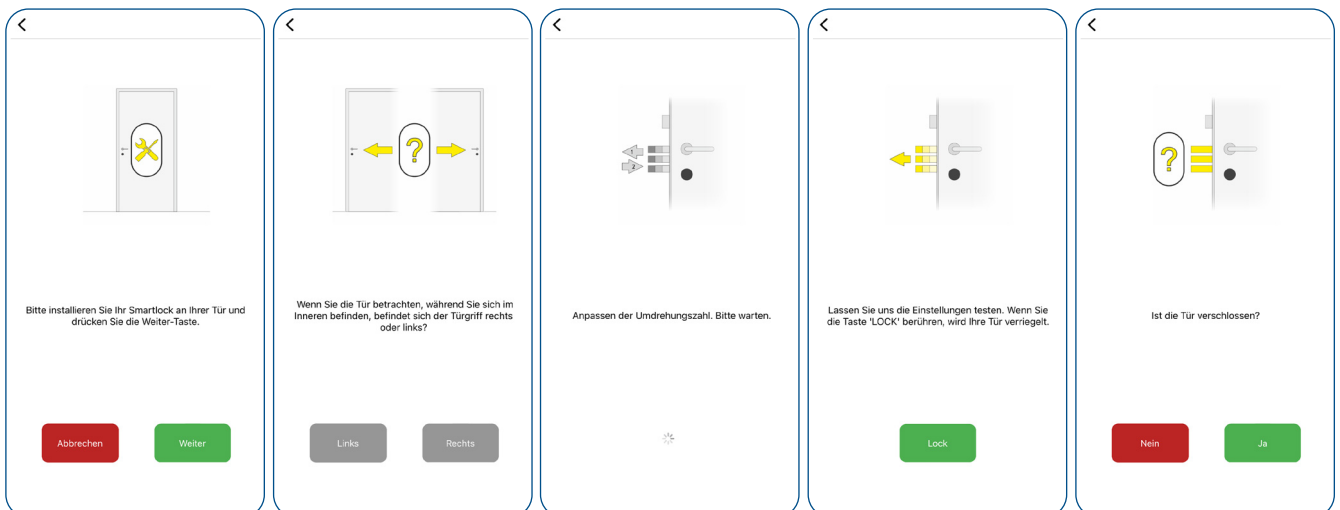 Bitte installieren Sie Ihr Smartlock an Ihrer Tür und
drücken Sie die Weiter-Taste.
Abbrechen
Weiter
?
Wenn Sie die Tür betrachten, während Sie sich im
Inneren befinden, befindet sich der Türgriff rechts
oder links?
Links
Rechts
1
2
Anpassen der Umdrehungszahl. Bitte warten.
Lassen Sie uns die Einstellungen testen. Wenn Sie
die Taste 'LOCK' berühren, wird Ihre Tür verriegelt.
Lock
?
Ist die Tür verschlossen?
Nein
Ja